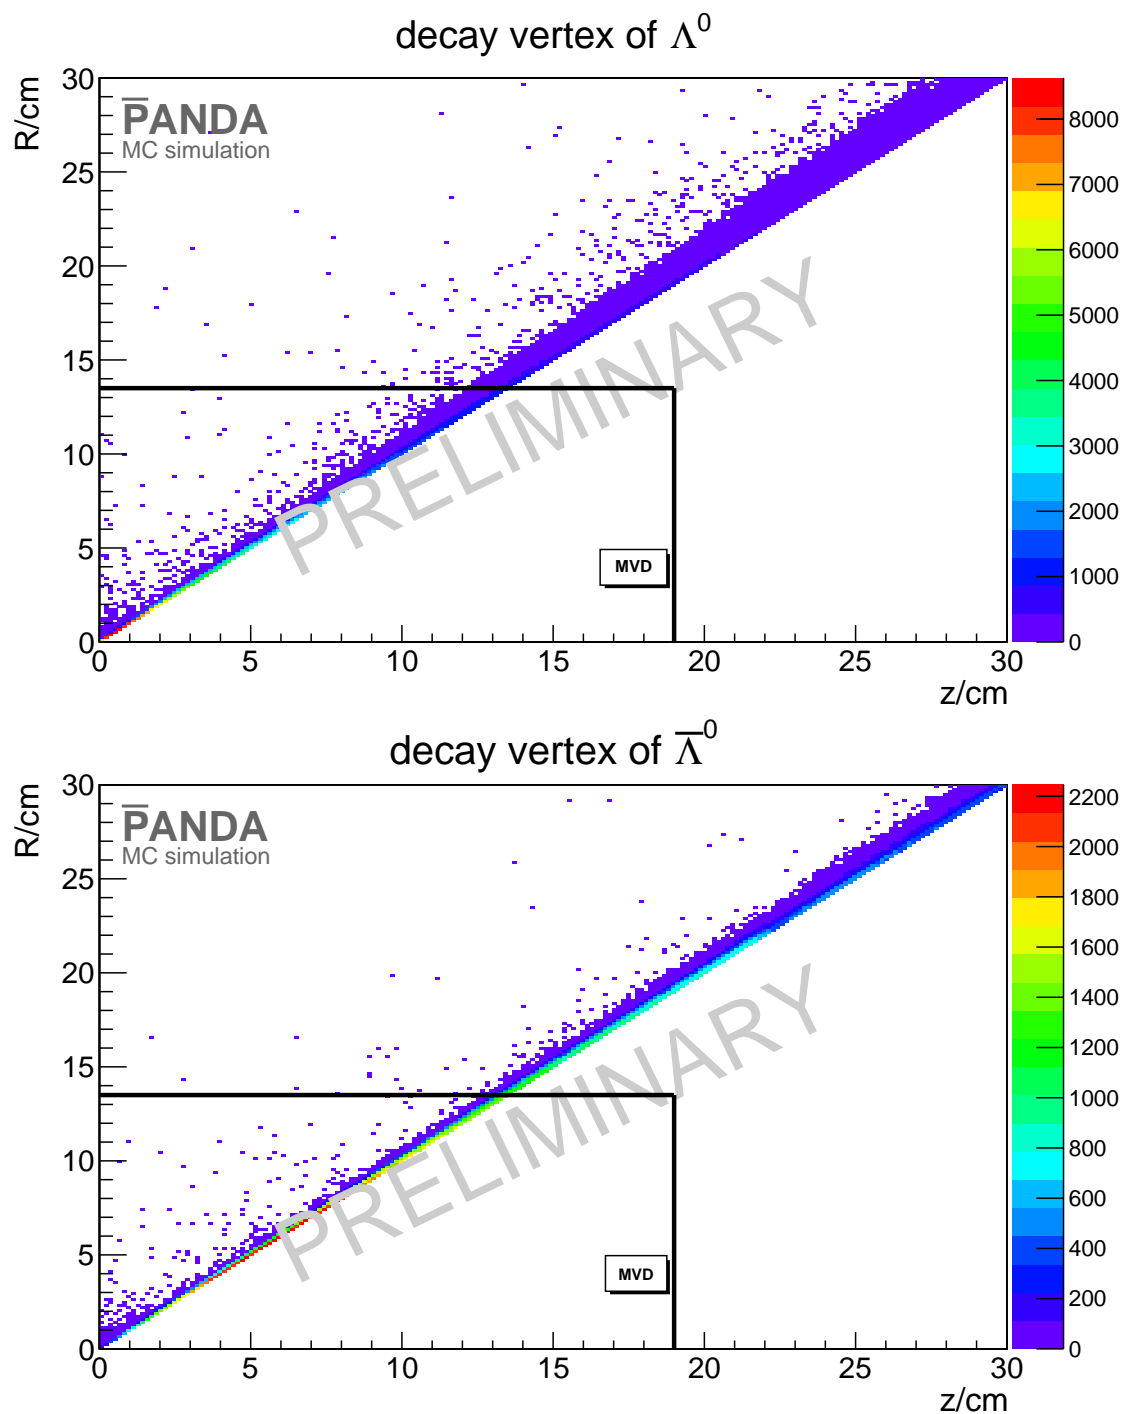 decay vertex of Λ⁰
R/cm
30
25
20
15
10
5
0
P̅ANDA
MC simulation
PRELIMINARY
MVD
0 5 10 15 20 25 30
z/cm
8000
7000
6000
5000
4000
3000
2000
1000
0
decay vertex of Λ̅⁰
R/cm
30
25
20
15
10
5
0
P̅ANDA
MC simulation
PRELIMINARY
MVD
0 5 10 15 20 25 30
z/cm
2200
2000
1800
1600
1400
1200
1000
800
600
400
200
0